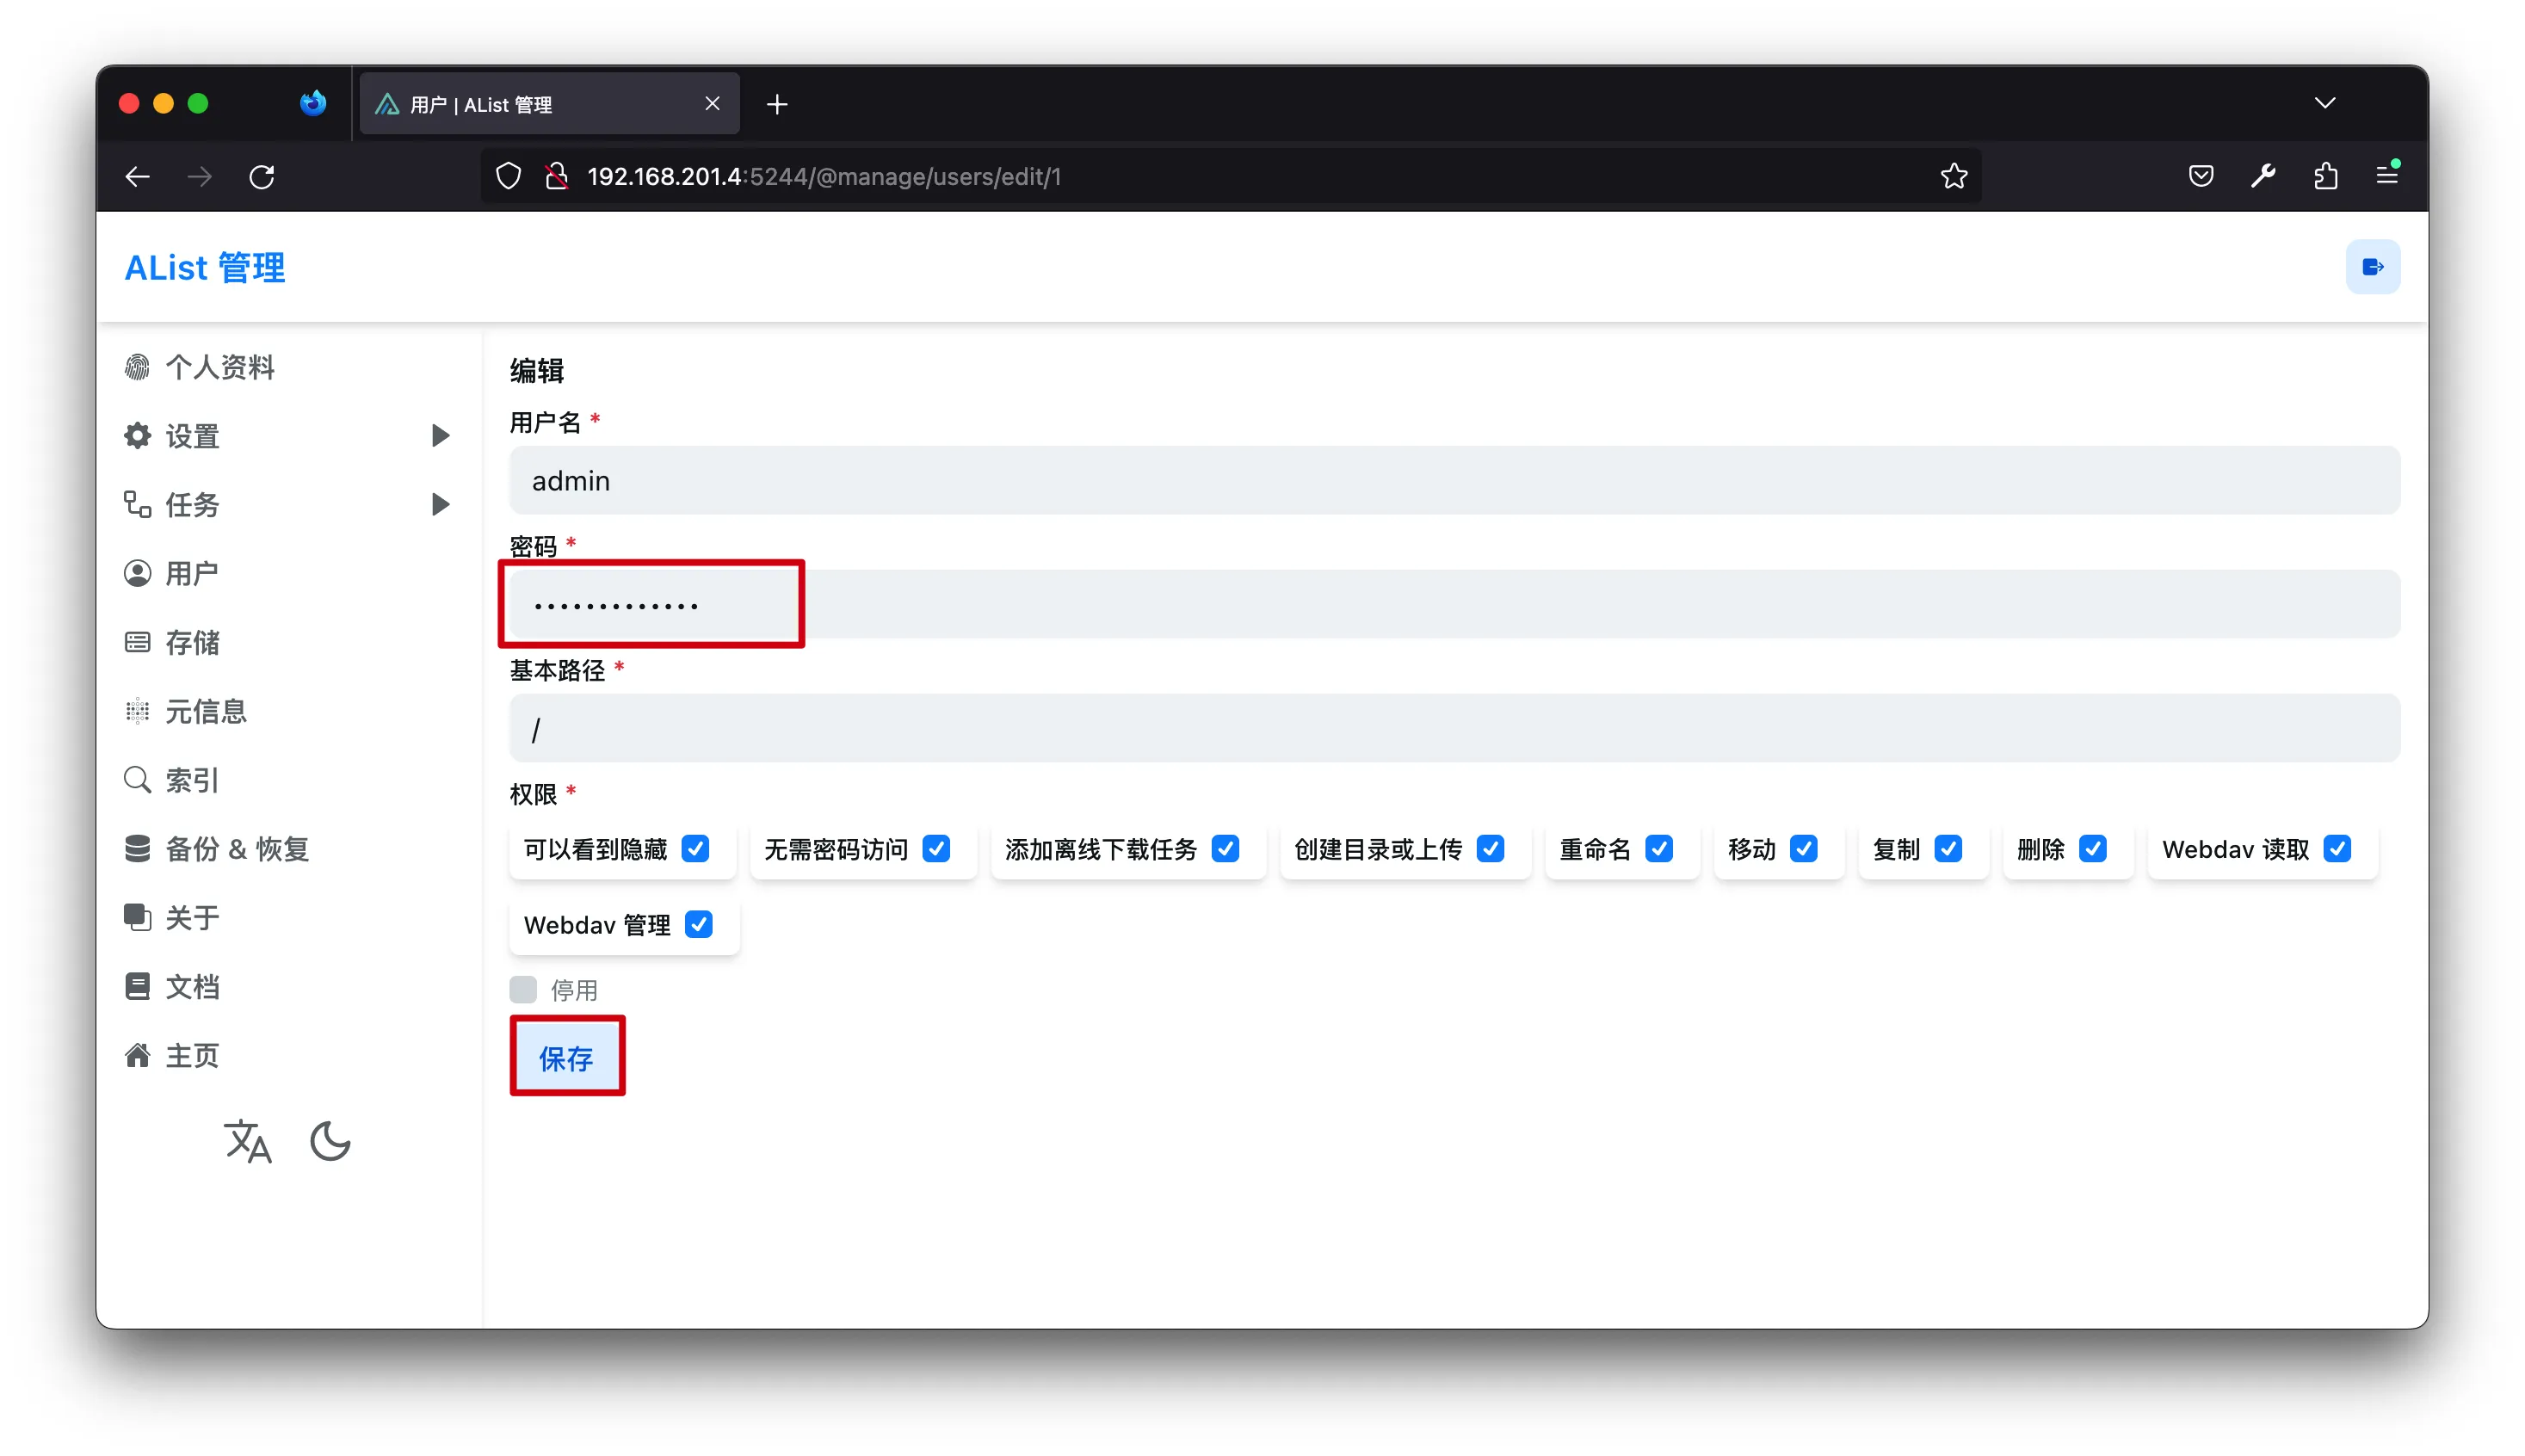 用户 | AList 管理
192.168.201.4:5244/@manage/users/edit/1
AList 管理
个人资料
设置
任务
用户
存储
元信息
索引
备份 & 恢复
关于
文档
主页
编辑
用户名 *
admin
密码 *
•••••••••••••
基本路径 *
/
权限 *
可以看到隐藏 无需密码访问 添加离线下载任务 创建目录或上传 重命名 移动 复制 删除 Webdav 读取
Webdav 管理
停用
保存